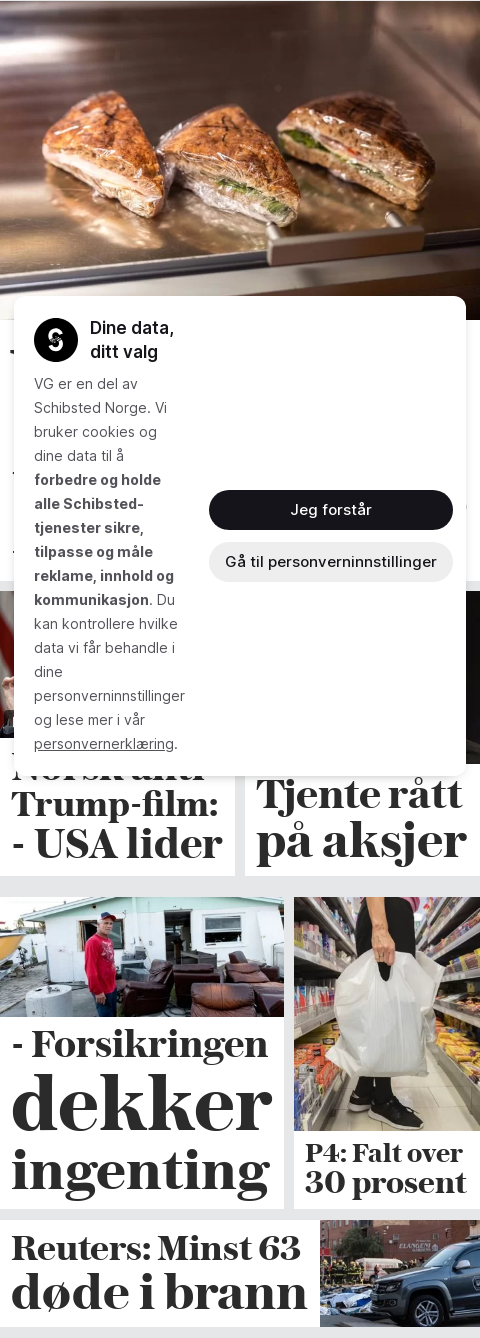 Dine data,
ditt valg
VG er en del av
Schibsted Norge. Vi
bruker cookies og
dine data til å
forbedre og holde
alle Schibsted-
tjenester sikre,
tilpasse og måle
reklame, innhold og
kommunikasjon. Du
kan kontrollere hvilke
data vi får behandle i
dine
personverninnstillinger
og lese mer i vår
personvernerklæring.
Jeg forstår
Gå til personverninnstillinger
Norsk anti-
Trump-film:
- USA lider
Tjente rått
på aksjer
- Forsikringen
dekker
ingenting
P4: Falt over
30 prosent
Reuters: Minst 63
døde i brann